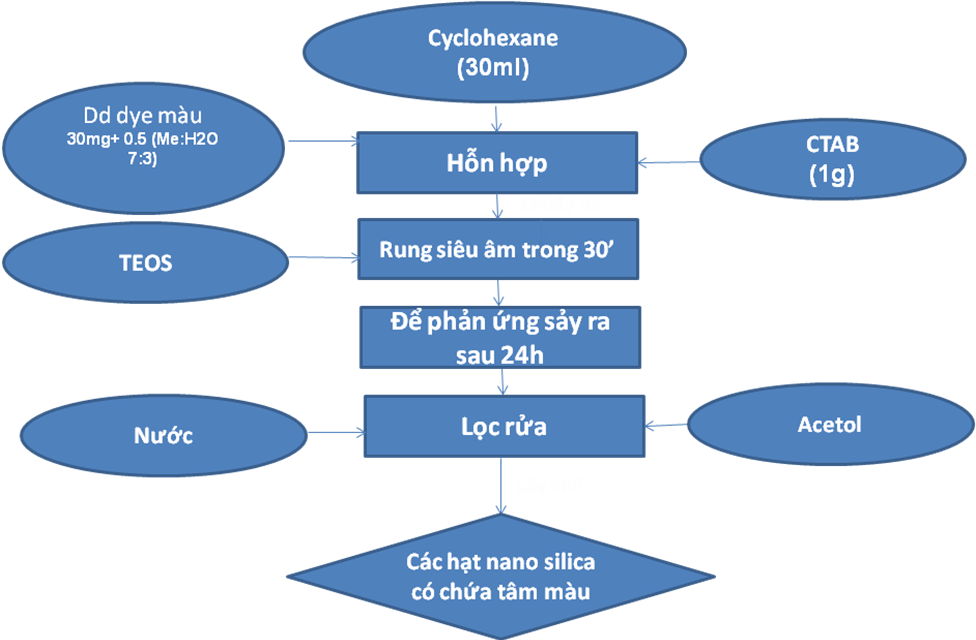 Cyclohexane
(30ml)
Dd dye màu
30mg+ 0.5 (Me:H2O
7:3)
Hỗn hợp
CTAB
(1g)
Rung siêu âm trong 30’
TEOS
Để phản ứng sảy ra
sau 24h
Nước
Lọc rửa
Acetol
Các hạt nano silica
có chứa tâm màu